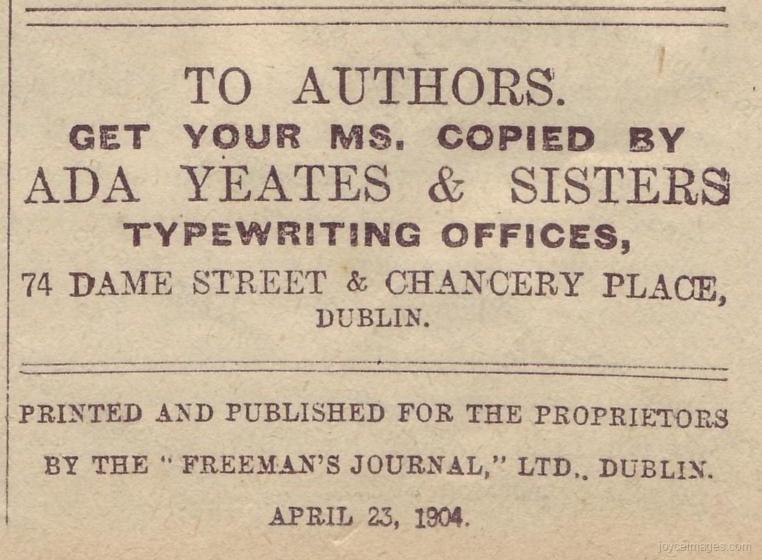 TO AUTHORS.
GET YOUR MS. COPIED BY
ADA YEATES & SISTERS
TYPEWRITING OFFICES,
74 DAME STREET & CHANCERY PLACE,
DUBLIN.
PRINTED AND PUBLISHED FOR THE PROPRIETORS
BY THE "FREEMAN'S JOURNAL," LTD., DUBLIN.
APRIL 23, 1904.
joyceimages.com